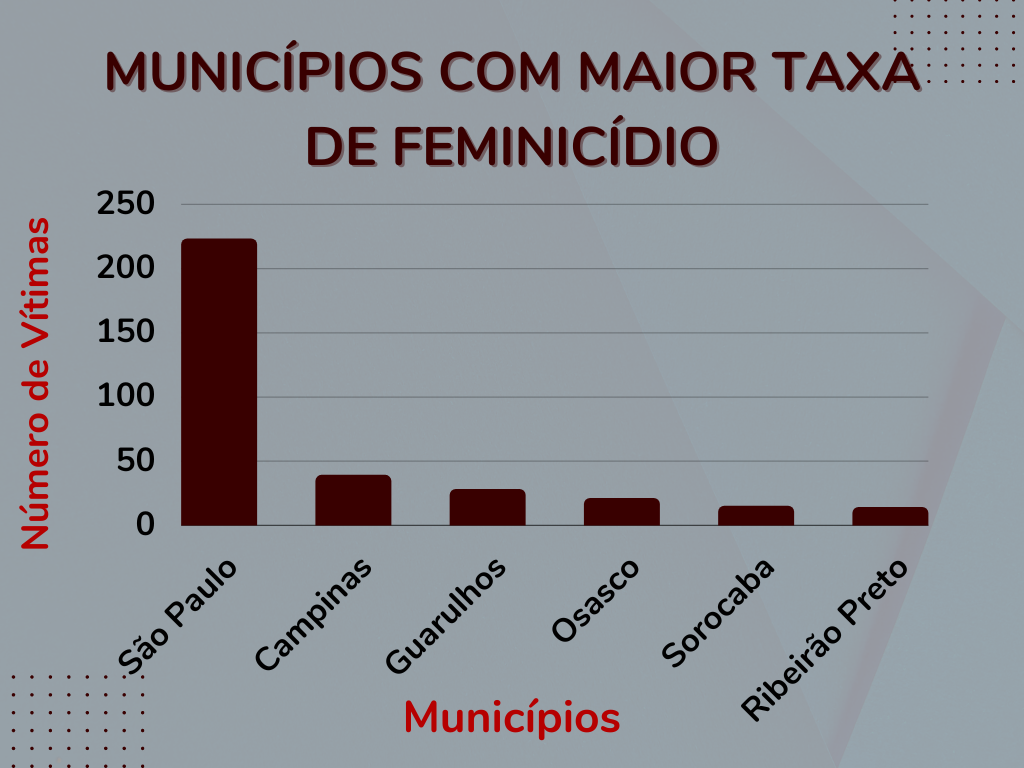 MUNICÍPIOS COM MAIOR TAXA
DE FEMINICÍDIO
Número de Vítimas
250
200
150
100
50
0
São Paulo
Campinas
Guarulhos
Osasco
Sorocaba
Ribeirão Preto
Municípios